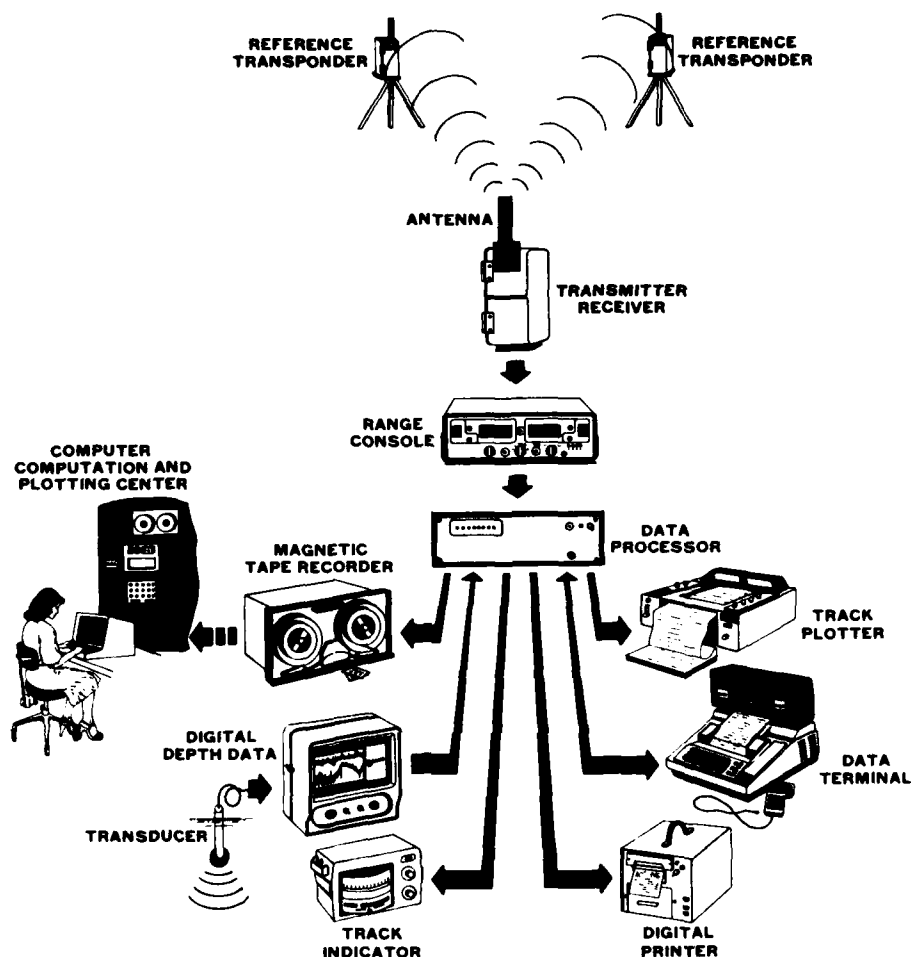 REFERENCE
TRANSPONDER
REFERENCE
TRANSPONDER
ANTENNA
TRANSMITTER
RECEIVER
RANGE
CONSOLE
COMPUTER
COMPUTATION AND
PLOTTING CENTER
MAGNETIC
TAPE RECORDER
DATA
PROCESSOR
TRACK
PLOTTER
DIGITAL
DEPTH DATA
DATA
TERMINAL
TRANSDUCER
TRACK
INDICATOR
DIGITAL
PRINTER